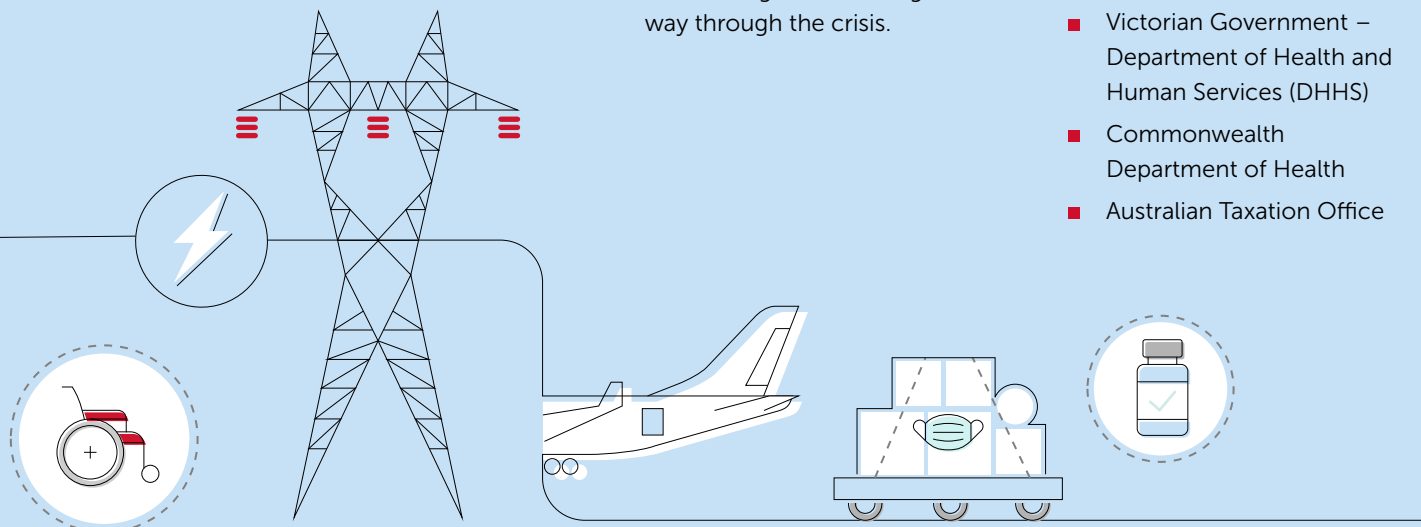 way through the crisis.
Victorian Government –
Department of Health and
Human Services (DHHS)
Commonwealth
Department of Health
Australian Taxation Office